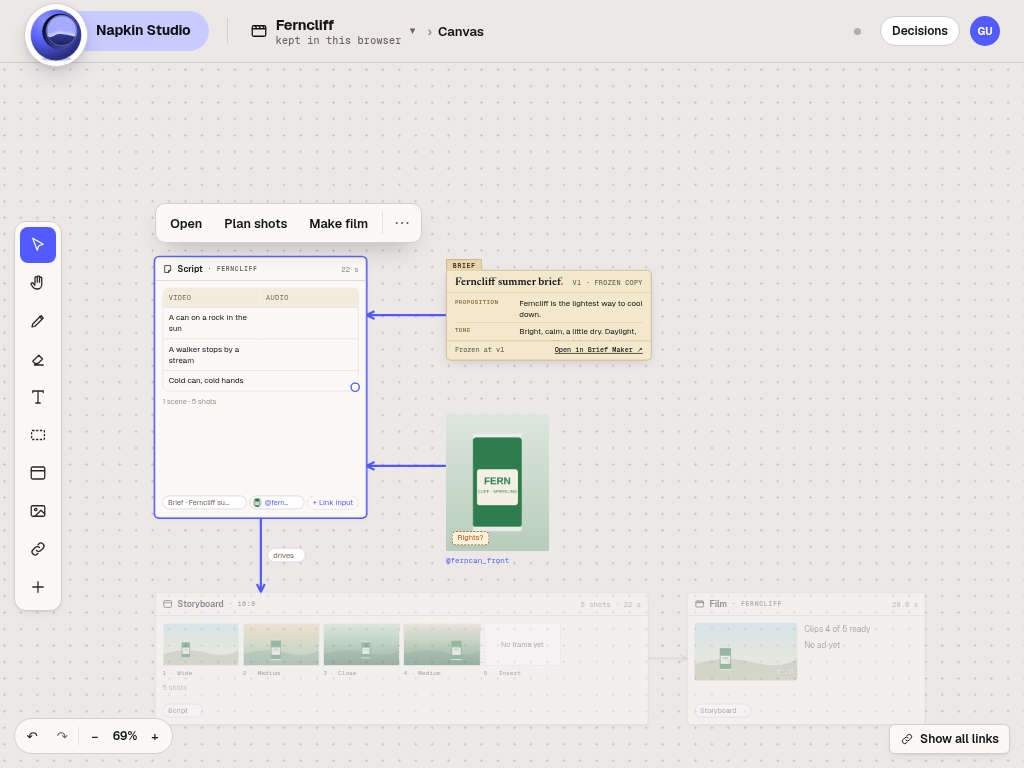 Napkin Studio
Ferncliff
kept in this browser
› Canvas
Decisions
GU
Open
Plan shots
Make film
Script · FERNCLIFF
22 s
VIDEO
AUDIO
A can on a rock in the
sun
A walker stops by a
stream
Cold can, cold hands
1 scene · 5 shots
Brief · Ferncliff su…
@fern…
+ Link input
BRIEF
Ferncliff summer brief.
V1 · FROZEN COPY
PROPOSITION
Ferncliff is the lightest way to cool
down.
TONE
Bright, calm, a little dry. Daylight,
Frozen at v1
Open in Brief Maker ↗
FERN
Rights?
@ferncan_front
drives
Storyboard · 16:9
5 shots · 22 s
No frame yet
1 · Wide
2 · Medium
3 · Close
4 · Medium
5 shots
Script
Film · FERNCLIFF
20.0 s
Clips 4 of 5 ready
No ad yet
Storyboard
69%
Show all links